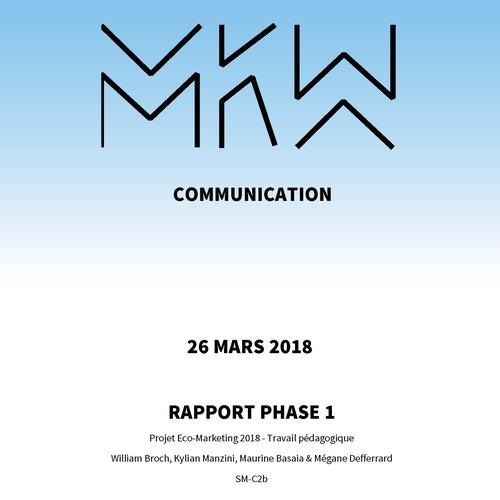 COMMUNICATION
26 MARS 2018
RAPPORT PHASE 1
Projet Eco-Marketing 2018 - Travail pédagogique
William Broch, Kylian Manzini, Maurine Basaia & Mégane Defferrard
SM-C2b